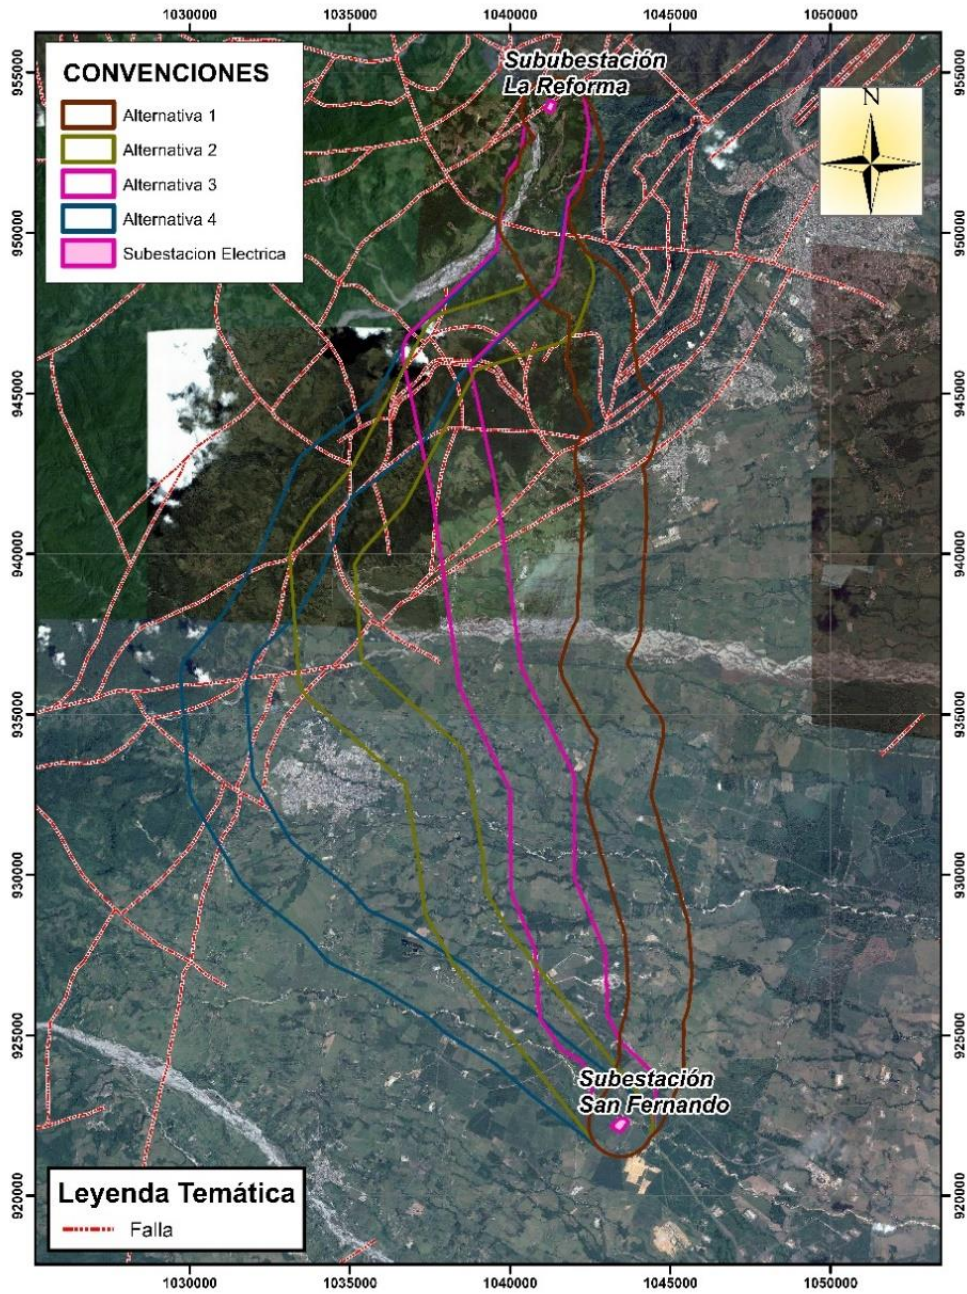 1030000 1035000 1040000 1045000 1050000
Sububestación
La Reforma
CONVENCIONES
Alternativa 1
Alternativa 2
Alternativa 3
Alternativa 4
Subestacion Electrica
N
955000 955000
950000 950000
945000 945000
940000 940000
935000 935000
930000 930000
925000 925000
920000 920000
Subestación
San Fernando
Leyenda Temática
Falla
1030000 1035000 1040000 1045000 1050000